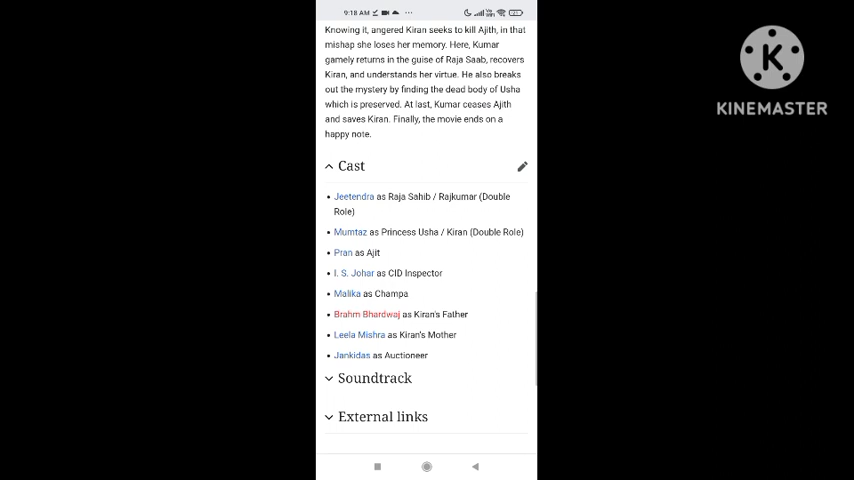 9:18 AM
Knowing it, angered Kiran seeks to kill Ajith, in that
mishap she loses her memory. Here, Kumar
gamely returns in the guise of Raja Saab, recovers
Kiran, and understands her virtue. He also breaks
out the mystery by finding the dead body of Usha
which is preserved. At last, Kumar ceases Ajith
and saves Kiran. Finally, the movie ends on a
happy note.
Cast
• Jeetendra as Raja Sahib / Rajkumar (Double
Role)
• Mumtaz as Princess Usha / Kiran (Double Role)
• Pran as Ajit
• I. S. Johar as CID Inspector
• Malika as Champa
• Brahm Bhardwaj as Kiran's Father
• Leela Mishra as Kiran's Mother
• Jankidas as Auctioneer
Soundtrack
External links
K
KINEMASTER